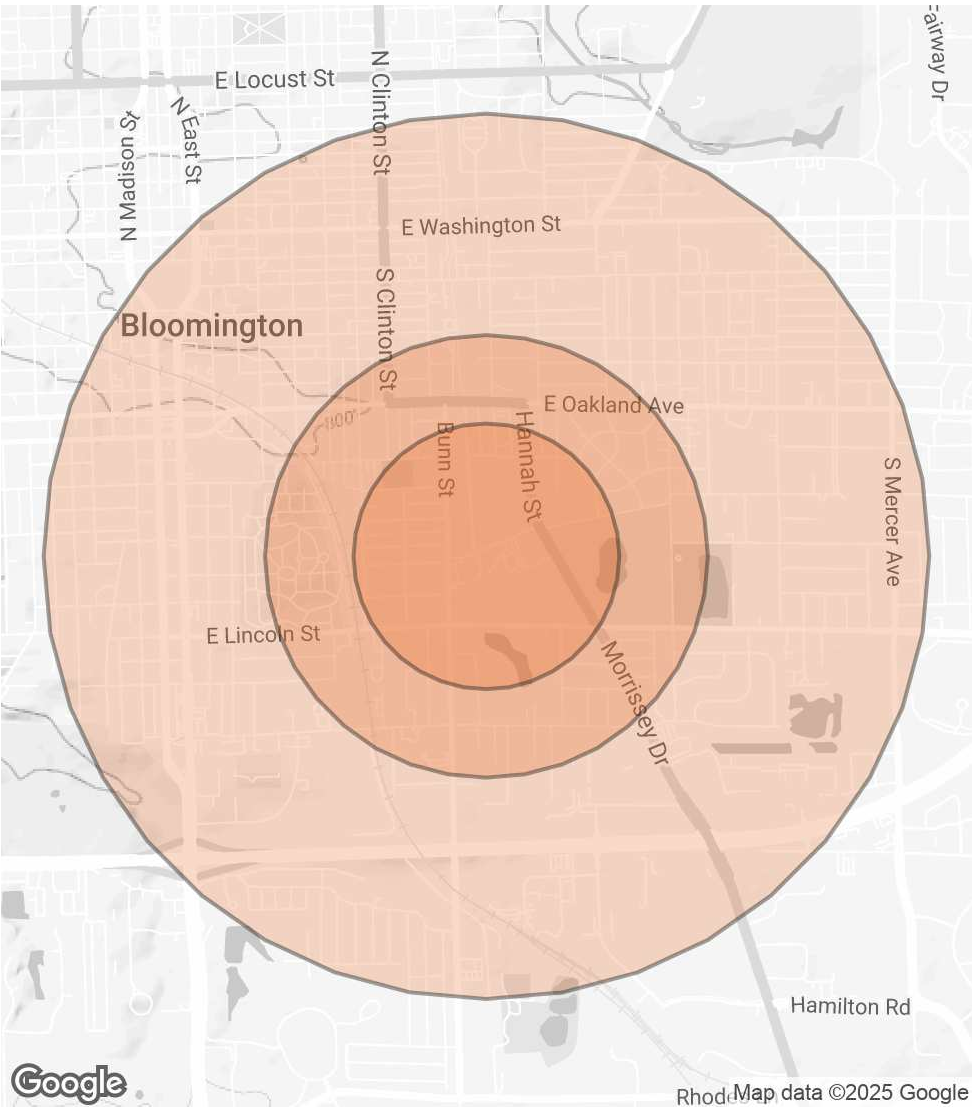 Fairway Dr
E Locust St
N Clinton St
N Madison St
N East St
E Washington St
S Clinton St
Bloomington
E Oakland Ave
800'
Bunn St
Hannah St
S Mercer Ave
E Lincoln St
Morrissey Dr
Hamilton Rd
Google
Map data ©2025 Google